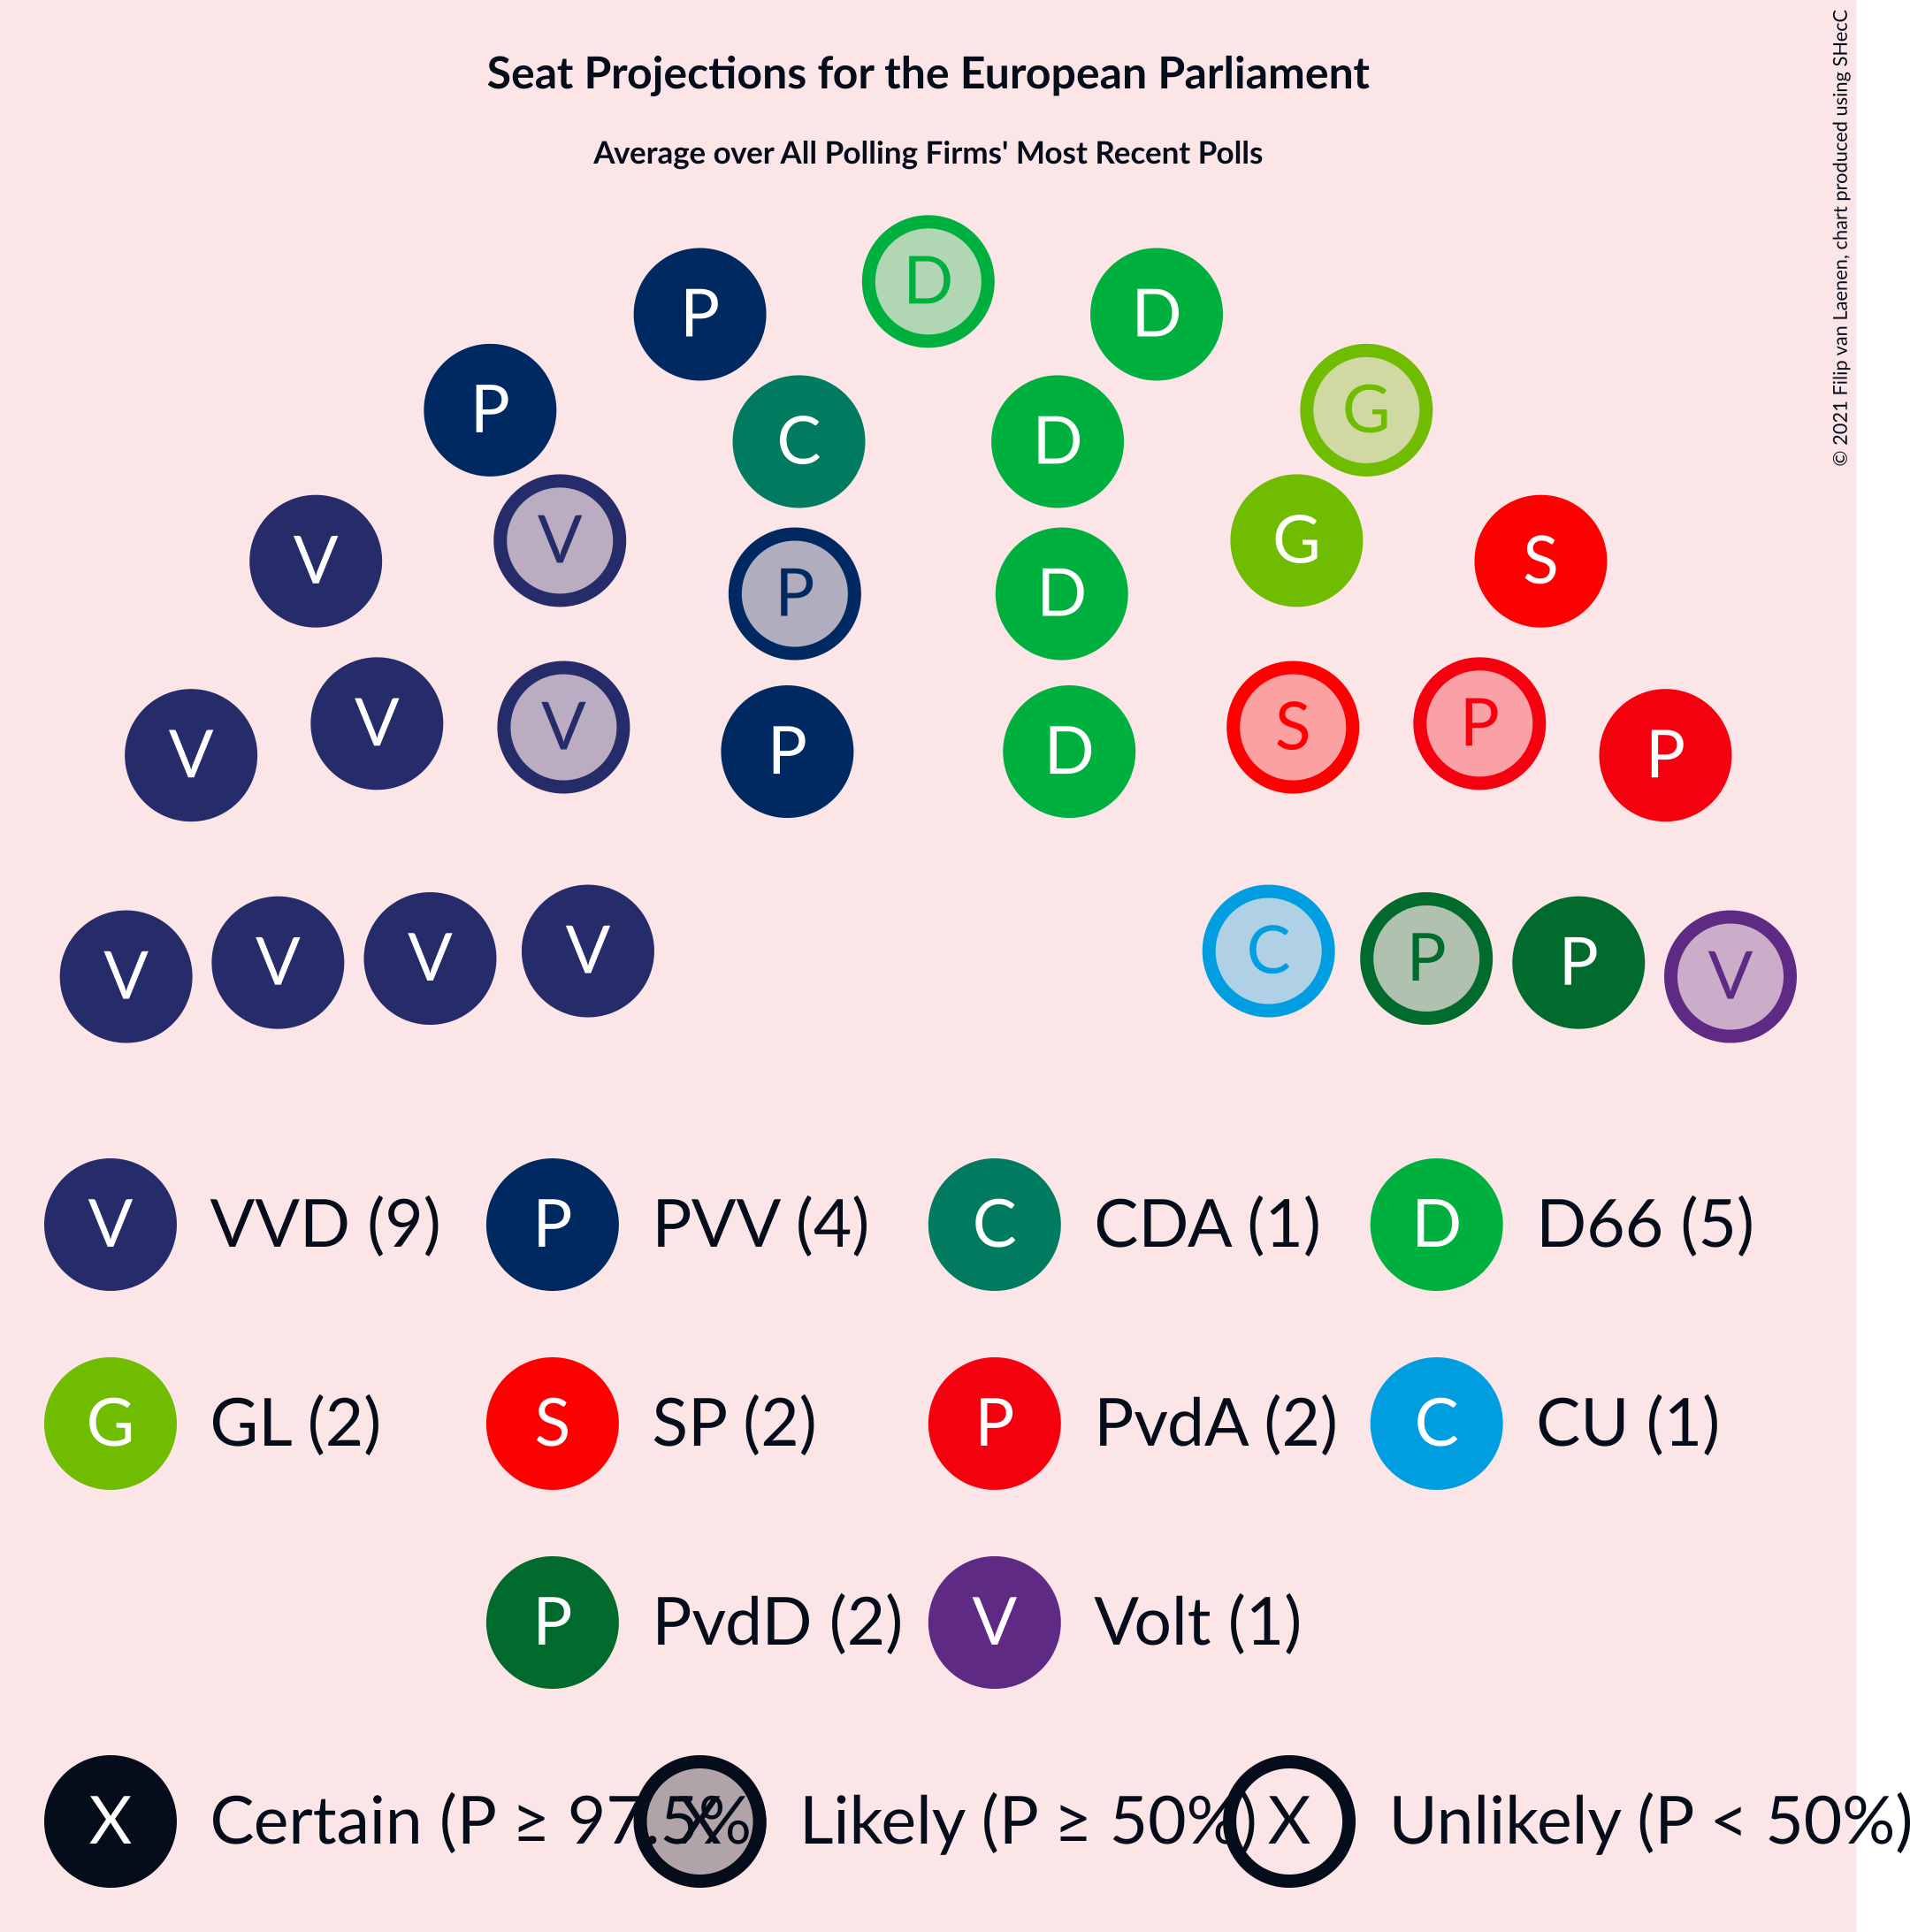 Seat Projections for the European Parliament
Average over All Polling Firms' Most Recent Polls
© 2021 Filip van Laenen, chart produced using SHecC
D
P D
P G
C D
V V G S
P D
V V V P D S P P
V V V V C P P V
V VVD (9) P PVV (4) C CDA (1) D D66 (5)
G GL (2) S SP (2) P PvdA (2) C CU (1)
P PvdD (2) V Volt (1)
X Certain (P ≥ 97.5% X Likely (P ≥ 50%) X Unlikely (P < 50%)